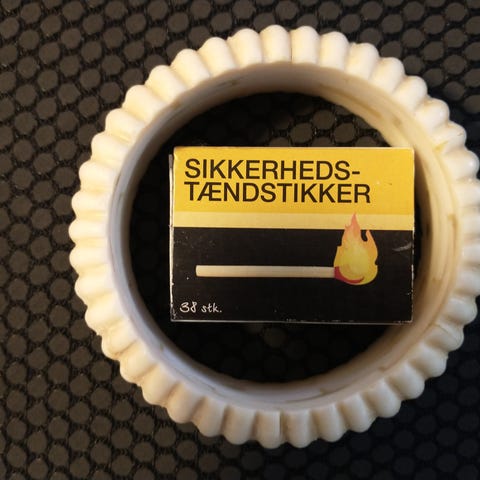 SIKKERHEDS-
TÆNDSTIKKER
38 stk.